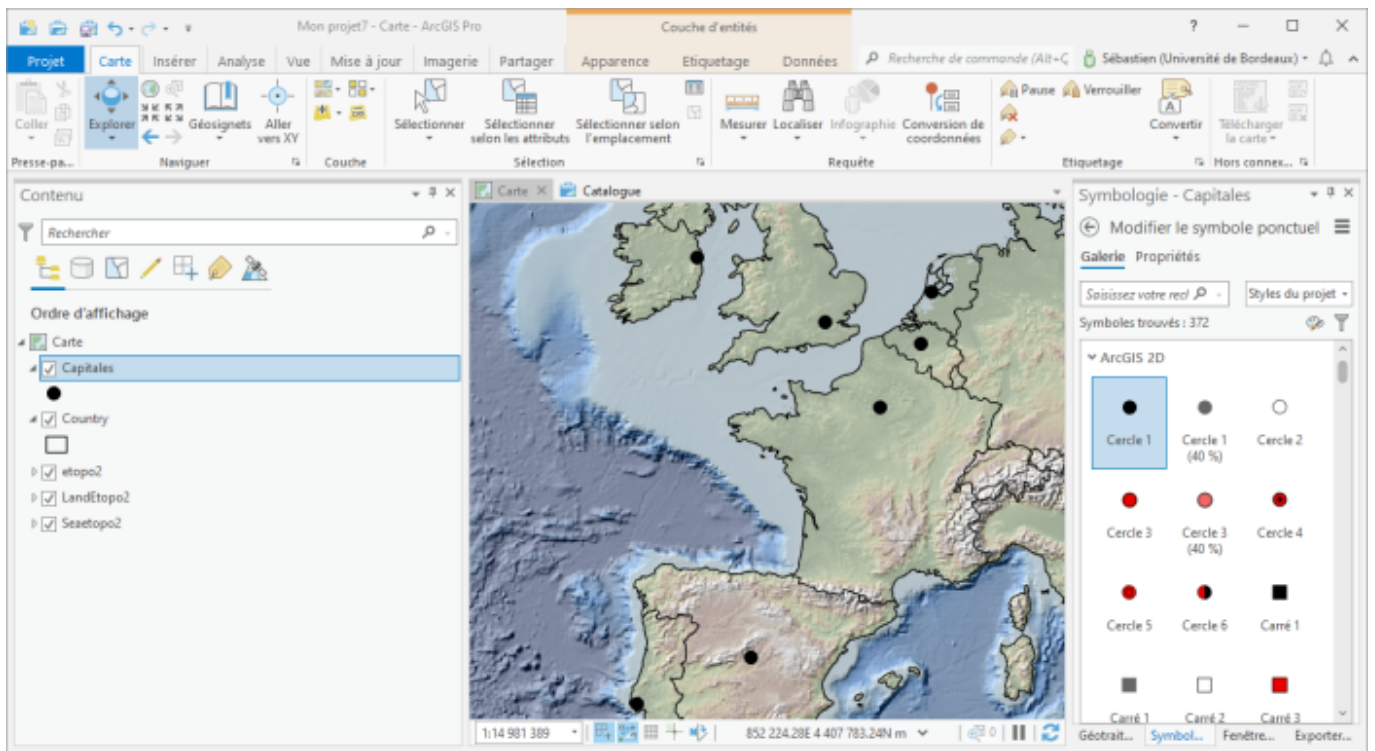 Mon projet7 - Carte - ArcGIS Pro
Couche d'entités
?
Projet Carte Insérer Analyse Vue Mise à jour Imagerie Partager Apparence Etiquetage Données Recherche de commande (Alt+Q Sébastien (Université de Bordeaux)
Coller
Explorer
Géosignets
Aller vers XY
Sélectionner
Sélectionner selon les attributs
Sélectionner selon l'emplacement
Mesurer
Localiser
Infographie
Conversion de coordonnées
Pause
Verrouiller
Convertir
Télécharger la carte
Presse-pa... Naviguer Couche Sélection Requête Etiquetage Hors connex...
Contenu
Rechercher
Ordre d'affichage
Carte
Capitales
Country
etopo2
LandEtopo2
Seaetopo2
Carte Catalogue
1:14 981 389 852 224,28E 4 407 783,24N m 0
Symbologie - Capitales
Modifier le symbole ponctuel
Galerie Propriétés
Saisissez votre recl Styles du projet
Symboles trouvés : 372
ArcGIS 2D
Cercle 1 Cercle 1 (40 %) Cercle 2
Cercle 3 Cercle 3 (40 %) Cercle 4
Cercle 5 Cercle 6 Carré 1
Carré 1 Carré 2 Carré 3
Géotrait... Symbol... Fenêtre... Exporter...